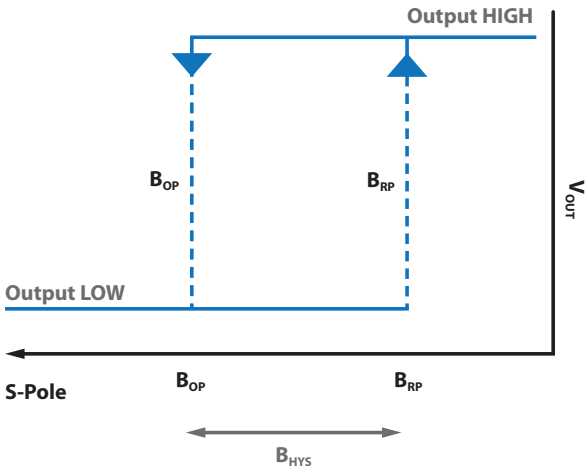 Output HIGH
B_OP
B_RP
V_OUT
Output LOW
S-Pole
B_OP
B_RP
B_HYS